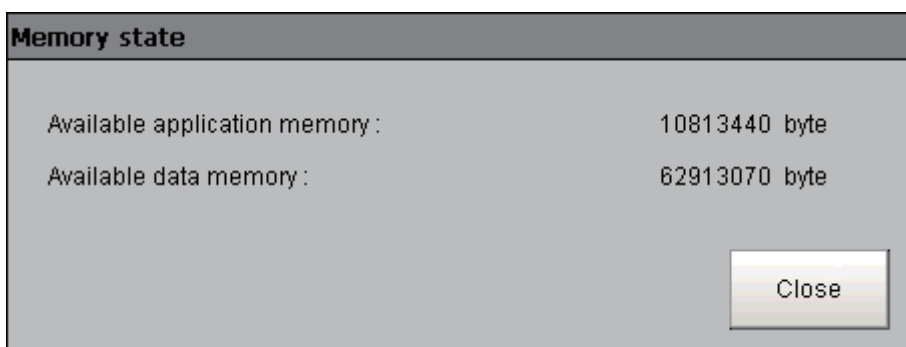 Memory state
Available application memory : 10813440 byte
Available data memory : 62913070 byte
Close